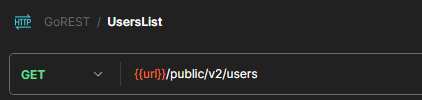 HTTP GoREST / UsersList
GET {{url}}/public/v2/users